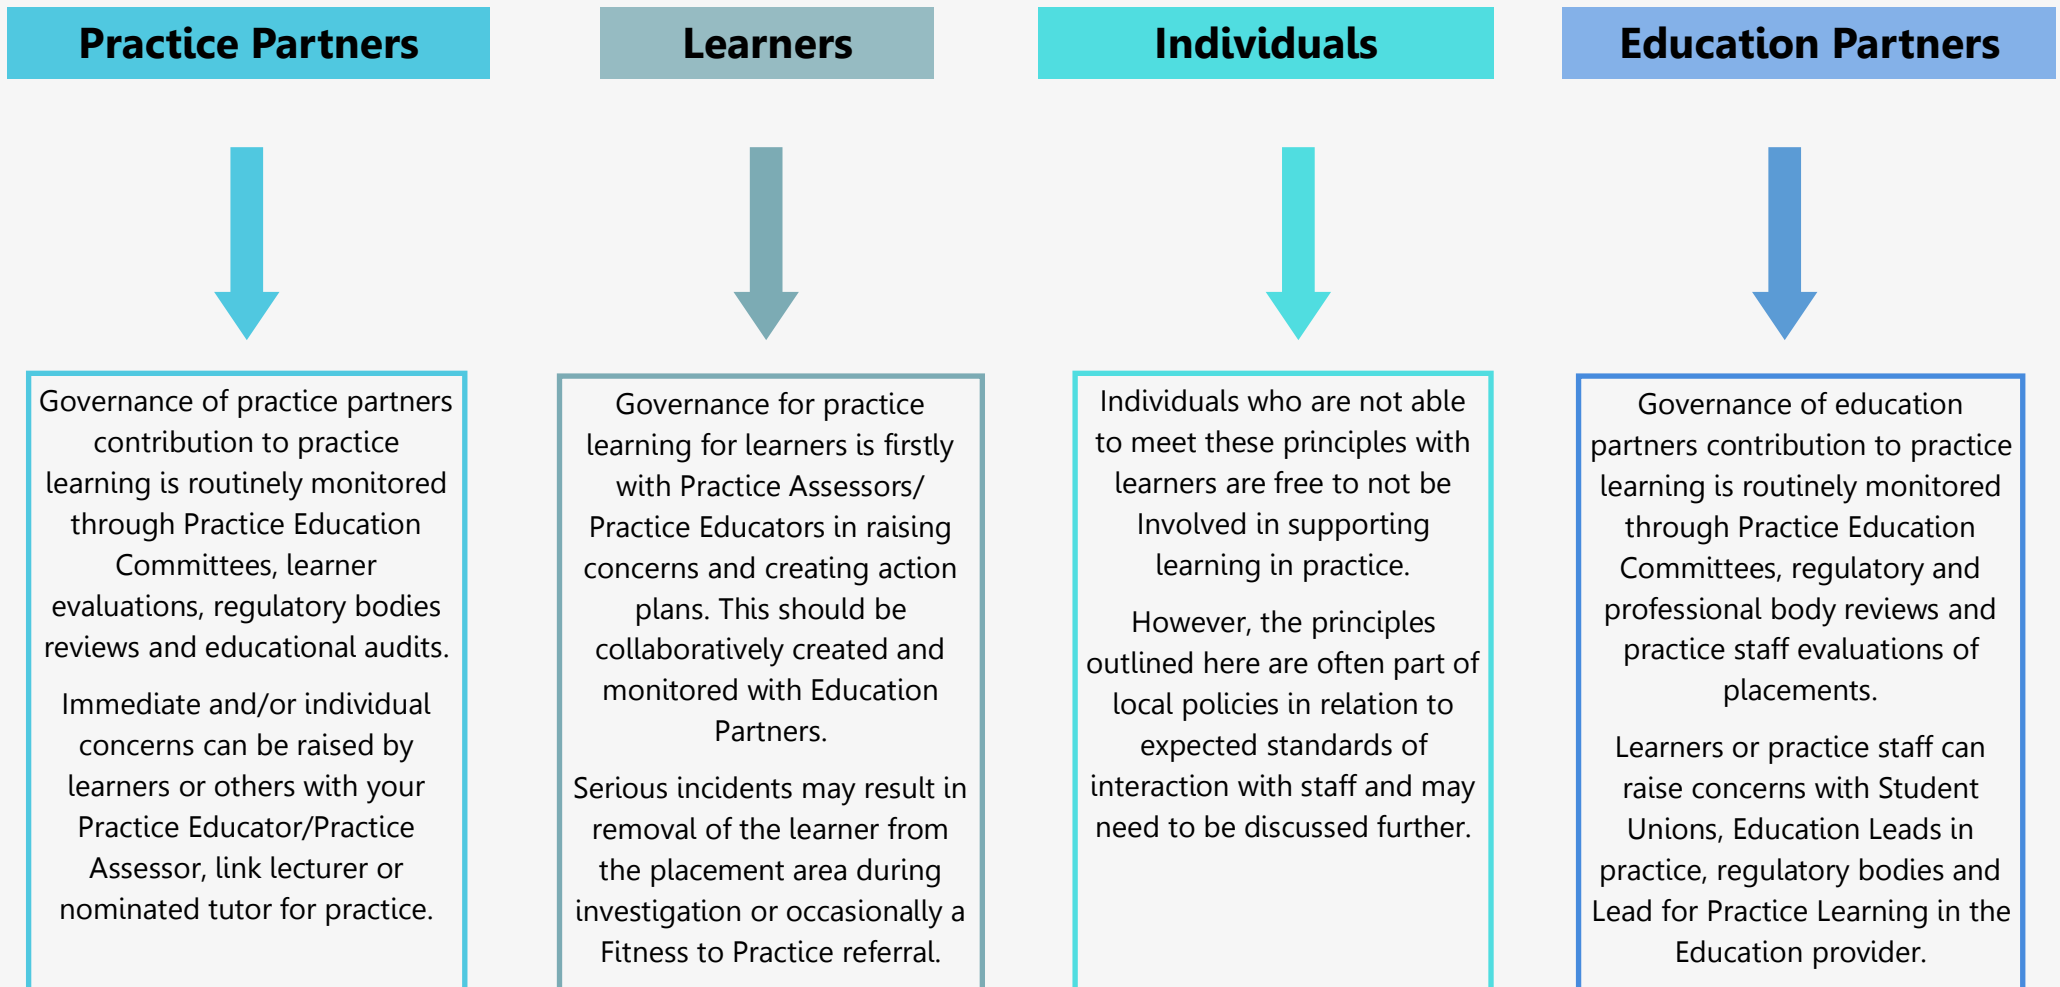 Practice Partners
Learners
Individuals
Education Partners
Governance of practice partners
contribution to practice
learning is routinely monitored
through Practice Education
Committees, learner
evaluations, regulatory bodies
reviews and educational audits.
Immediate and/or individual
concerns can be raised by
learners or others with your
Practice Educator/Practice
Assessor, link lecturer or
nominated tutor for practice.
Governance for practice
learning for learners is firstly
with Practice Assessors/
Practice Educators in raising
concerns and creating action
plans. This should be
collaboratively created and
monitored with Education
Partners.
Serious incidents may result in
removal of the learner from
the placement area during
investigation or occasionally a
Fitness to Practice referral.
Individuals who are not able
to meet these principles with
learners are free to not be
Involved in supporting
learning in practice.
However, the principles
outlined here are often part of
local policies in relation to
expected standards of
interaction with staff and may
need to be discussed further.
Governance of education
partners contribution to practice
learning is routinely monitored
through Practice Education
Committees, regulatory and
professional body reviews and
practice staff evaluations of
placements.
Learners or practice staff can
raise concerns with Student
Unions, Education Leads in
practice, regulatory bodies and
Lead for Practice Learning in the
Education provider.